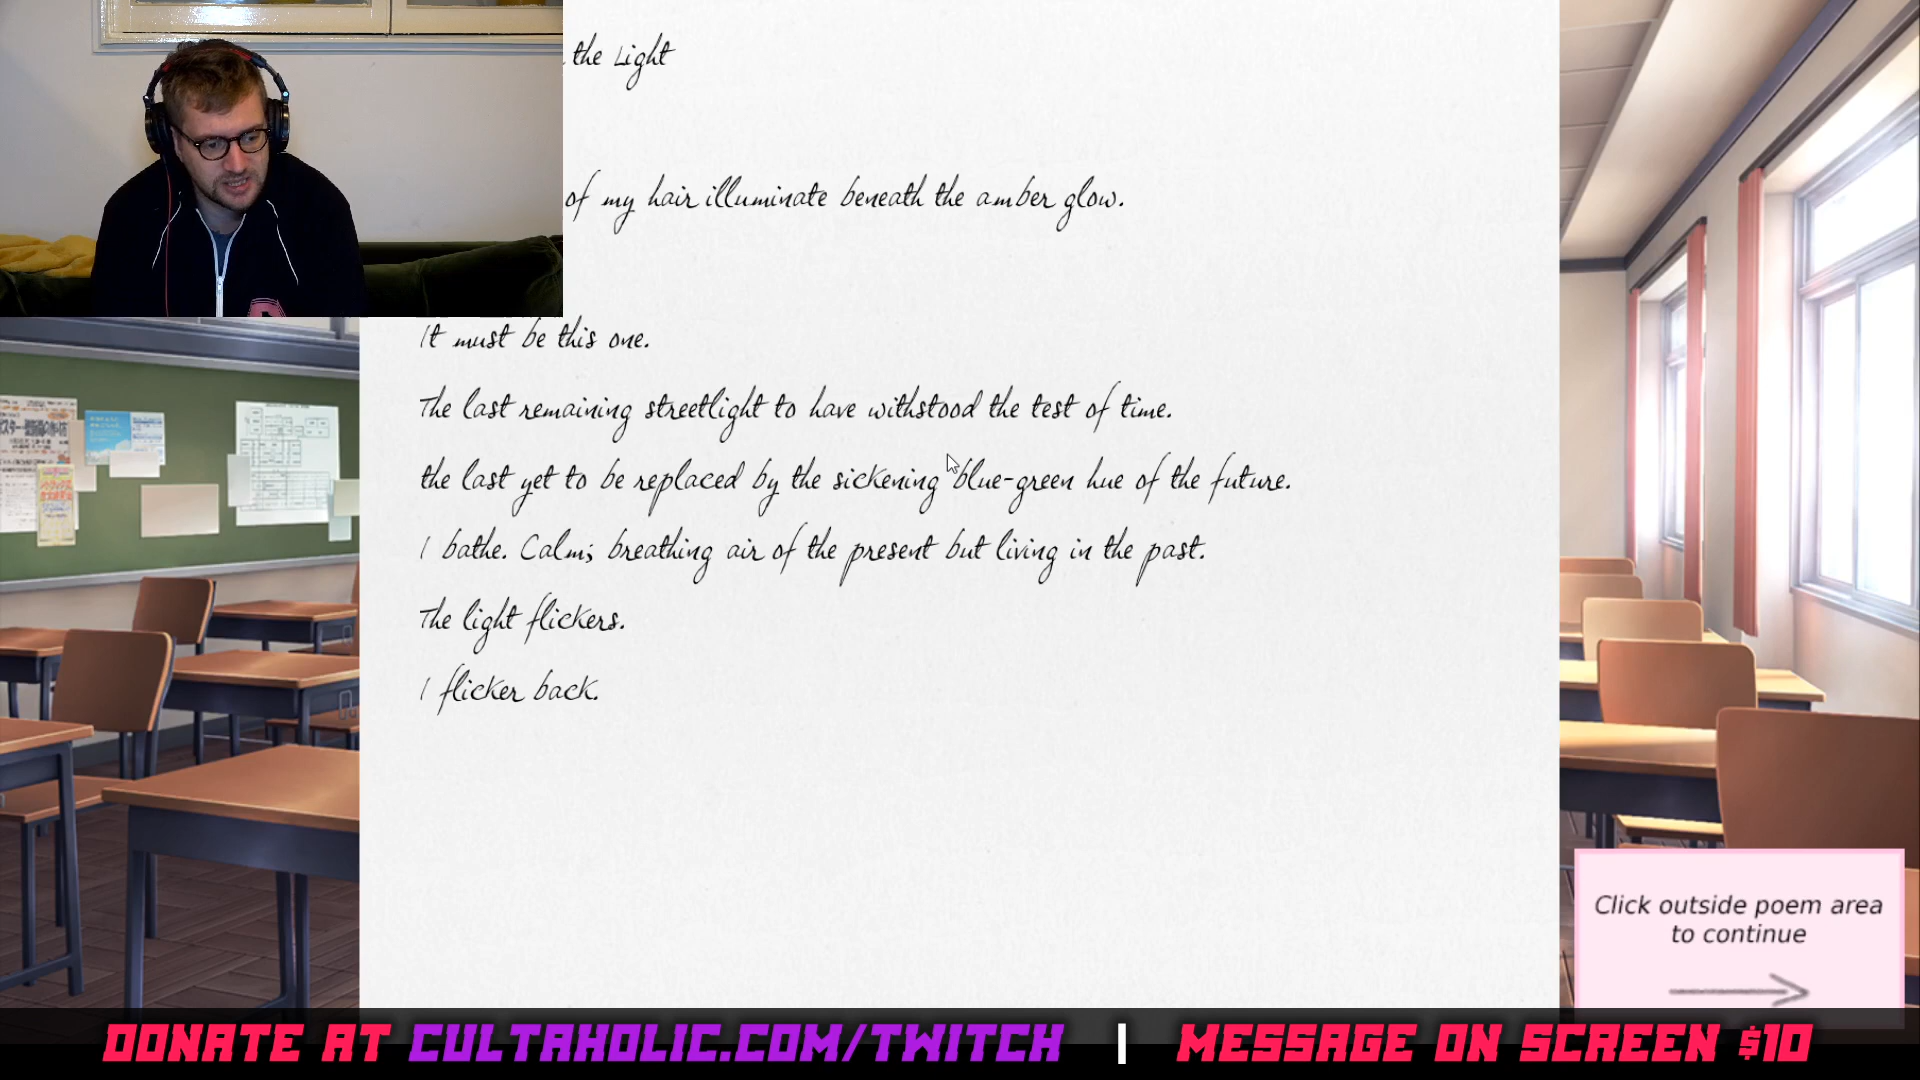 the Light
of my hair illuminate beneath the amber glow.
It must be this one.
The last remaining streetlight to have withstood the test of time.
the last yet to be replaced by the sickening blue-green hue of the future.
I bathe. Calm; breathing air of the present but living in the past.
The light flickers.
I flicker back.
Click outside poem area
to continue
DONATE AT CULTAHOLIC.COM/TWITCH | MESSAGE ON SCREEN $10